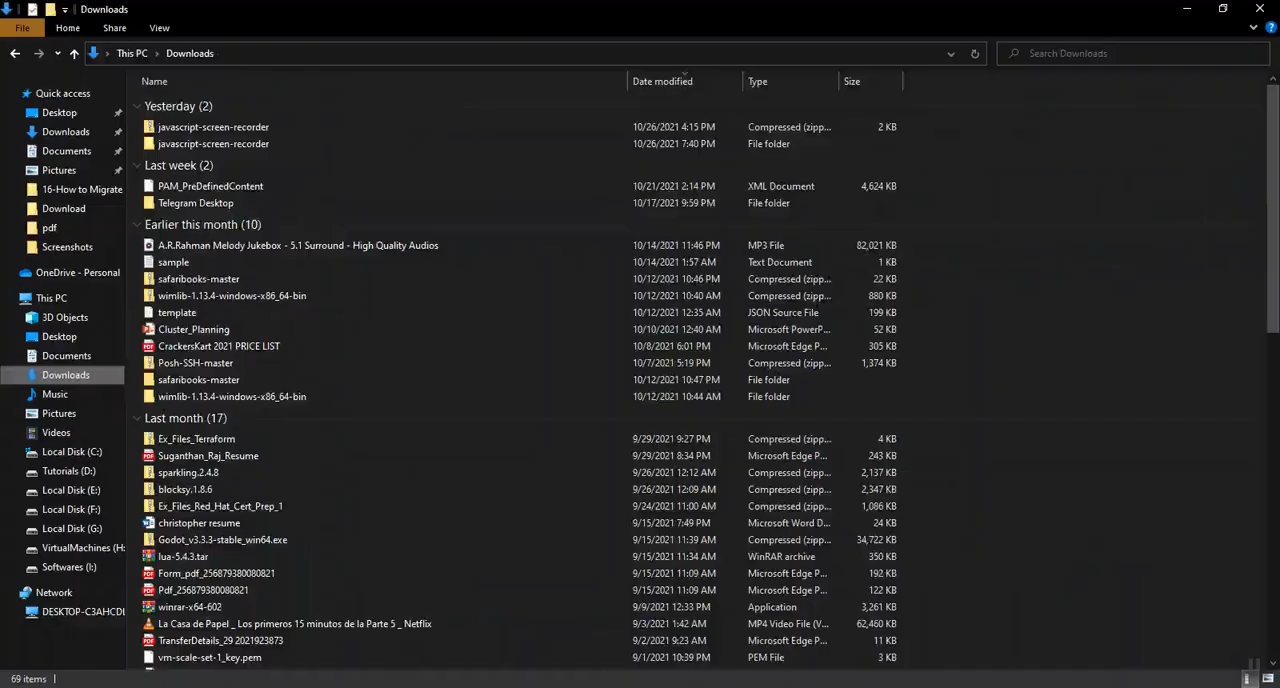 Downloads
File Home Share View
This PC Downloads Search Downloads
Name Date modified Type Size
Quick access
Desktop
Downloads
Documents
Pictures
16-How to Migrate
Download
pdf
Screenshots
OneDrive - Personal
This PC
3D Objects
Desktop
Documents
Downloads
Music
Pictures
Videos
Local Disk (C:)
Tutorials (D:)
Local Disk (E:)
Local Disk (F:)
Local Disk (G:)
VirtualMachines (H:
Softwares (I:)
Network
DESKTOP-C3AHCDL
Yesterday (2)
javascript-screen-recorder 10/26/2021 4:15 PM Compressed (zipp... 2 KB
javascript-screen-recorder 10/26/2021 7:40 PM File folder
Last week (2)
PAM_PreDefinedContent 10/21/2021 2:14 PM XML Document 4,624 KB
Telegram Desktop 10/17/2021 9:59 PM File folder
Earlier this month (10)
A.R.Rahman Melody Jukebox - 5.1 Surround - High Quality Audios 10/14/2021 11:46 PM MP3 File 82,021 KB
sample 10/14/2021 1:57 AM Text Document 1 KB
safaribooks-master 10/12/2021 10:46 PM Compressed (zipp... 22 KB
wimlib-1.13.4-windows-x86_64-bin 10/12/2021 10:40 AM Compressed (zipp... 880 KB
template 10/12/2021 12:35 AM JSON Source File 199 KB
Cluster_Planning 10/10/2021 12:40 AM Microsoft PowerP... 52 KB
CrackersKart 2021 PRICE LIST 10/8/2021 6:01 PM Microsoft Edge P... 305 KB
Posh-SSH-master 10/7/2021 5:19 PM Compressed (zipp... 1,374 KB
safaribooks-master 10/12/2021 10:47 PM File folder
wimlib-1.13.4-windows-x86_64-bin 10/12/2021 10:44 AM File folder
Last month (17)
Ex_Files_Terraform 9/29/2021 9:27 PM Compressed (zipp... 4 KB
Suganthan_Raj_Resume 9/29/2021 8:34 PM Microsoft Edge P... 243 KB
sparkling.2.4.8 9/26/2021 12:12 AM Compressed (zipp... 2,137 KB
blocksy.1.8.6 9/26/2021 12:09 AM Compressed (zipp... 2,347 KB
Ex_Files_Red_Hat_Cert_Prep_1 9/24/2021 11:00 AM Compressed (zipp... 1,086 KB
christopher resume 9/15/2021 7:49 PM Microsoft Word D... 24 KB
Godot_v3.3.3-stable_win64.exe 9/15/2021 11:39 AM Compressed (zipp... 34,722 KB
lua-5.4.3.tar 9/15/2021 11:34 AM WinRAR archive 350 KB
Form_pdf_256879380080821 9/15/2021 11:09 AM Microsoft Edge P... 192 KB
Pdf_256879380080821 9/15/2021 11:09 AM Microsoft Edge P... 122 KB
winrar-x64-602 9/9/2021 12:33 PM Application 3,261 KB
La Casa de Papel _ Los primeros 15 minutos de la Parte 5 _ Netflix 9/3/2021 1:42 AM MP4 Video File (V... 62,460 KB
TransferDetails_29 2021923873 9/2/2021 9:23 AM Microsoft Edge P... 11 KB
vm-scale-set-1_key.pem 9/1/2021 10:39 PM PEM File 3 KB
69 items